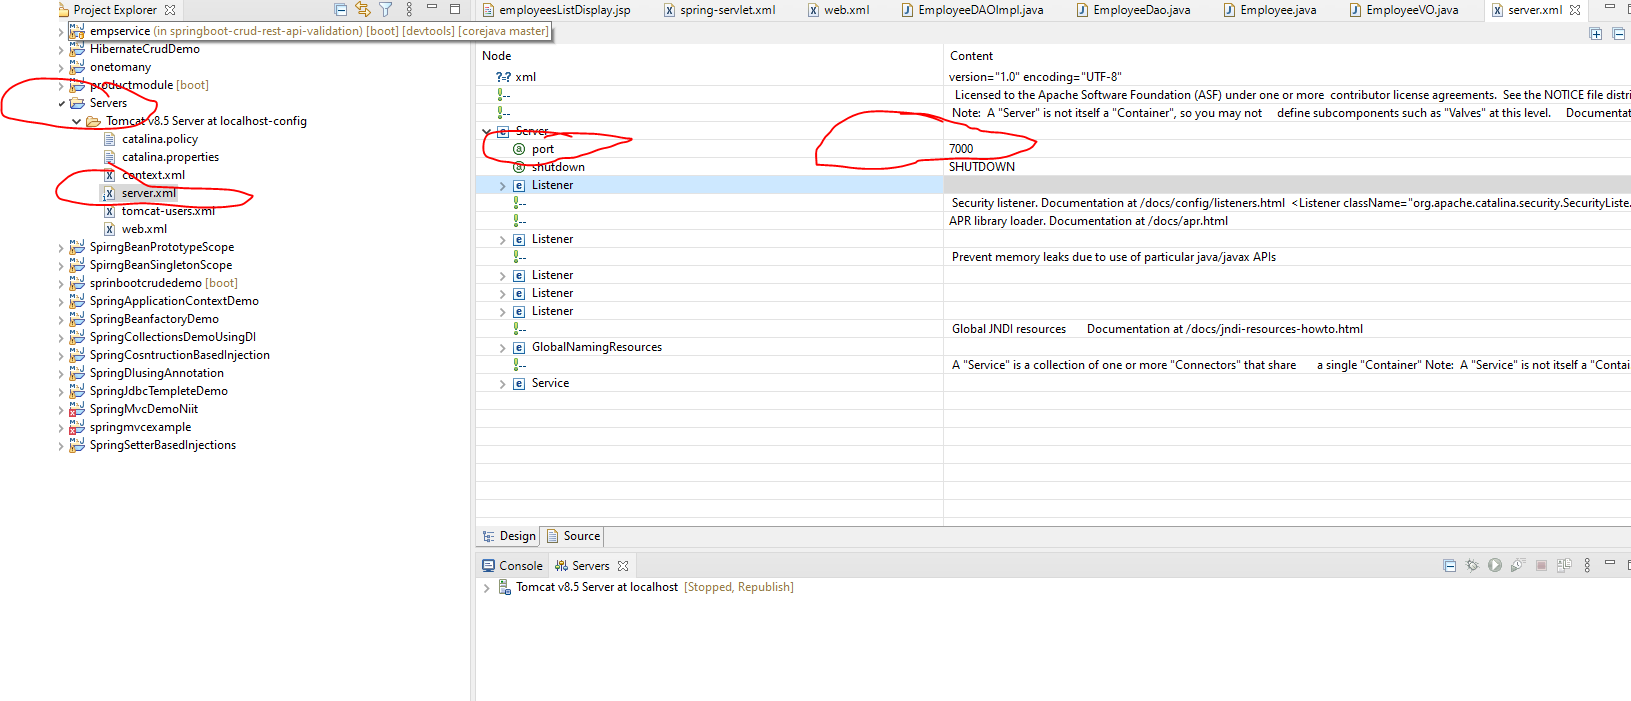 Project Explorer
empservice (in springboot-crud-rest-api-validation) [boot] [devtools] [corejava master]
HibernateCrudDemo
onetomany
productmodule [boot]
Servers
Tomcat v8.5 Server at localhost-config
catalina.policy
catalina.properties
context.xml
server.xml
tomcat-users.xml
web.xml
SpirngBeanPrototypeScope
SpirngBeanSingletonScope
sprinbootcrudedemo [boot]
SpringApplicationContextDemo
SpringBeanfactoryDemo
SpringCollectionsDemoUsingDI
SpringCosntructionBasedInjection
SpringDIusingAnnotation
SpringJdbcTempleteDemo
SpringMvcDemoNiit
springmvcexample
SpringSetterBasedInjections
employeesListDisplay.jsp spring-servlet.xml web.xml EmployeeDAOImpl.java EmployeeDao.java Employee.java EmployeeVO.java server.xml
Node Content
?=? xml version="1.0" encoding="UTF-8"
!-- Licensed to the Apache Software Foundation (ASF) under one or more contributor license agreements. See the NOTICE file distri
!-- Note: A "Server" is not itself a "Container", so you may not define subcomponents such as "Valves" at this level. Documenta
Server
port 7000
shutdown SHUTDOWN
Listener
!-- Security listener. Documentation at /docs/config/listeners.html <Listener className="org.apache.catalina.security.SecurityListe.
!-- APR library loader. Documentation at /docs/apr.html
Listener
!-- Prevent memory leaks due to use of particular java/javax APIs
Listener
Listener
Listener
!-- Global JNDI resources Documentation at /docs/jndi-resources-howto.html
GlobalNamingResources
!-- A "Service" is a collection of one or more "Connectors" that share a single "Container" Note: A "Service" is not itself a "Contai
Service
Design Source
Console Servers
Tomcat v8.5 Server at localhost [Stopped, Republish]